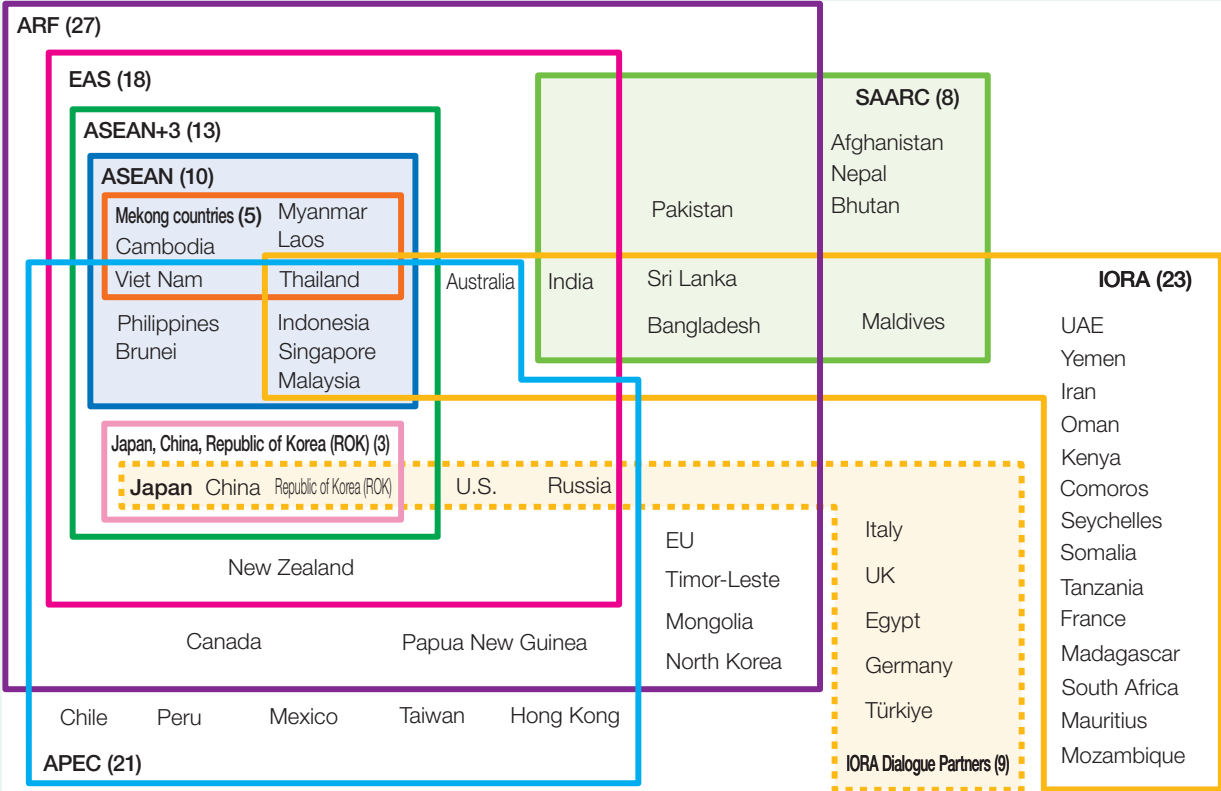 ARF (27)
EAS (18)
ASEAN+3 (13)
ASEAN (10)
Mekong countries (5)
Myanmar
Cambodia
Laos
Viet Nam
Thailand
Philippines
Brunei
Indonesia
Singapore
Malaysia
Australia
India
SAARC (8)
Afghanistan
Nepal
Bhutan
Pakistan
Sri Lanka
Bangladesh
Maldives
IORA (23)
UAE
Yemen
Iran
Oman
Kenya
Comoros
Seychelles
Somalia
Tanzania
France
Madagascar
South Africa
Mauritius
Mozambique
Japan, China, Republic of Korea (ROK) (3)
Japan China Republic of Korea (ROK) U.S. Russia
New Zealand
EU
Timor-Leste
Mongolia
North Korea
Italy
UK
Egypt
Germany
Türkiye
IORA Dialogue Partners (9)
Canada Papua New Guinea
Chile Peru Mexico Taiwan Hong Kong
APEC (21)